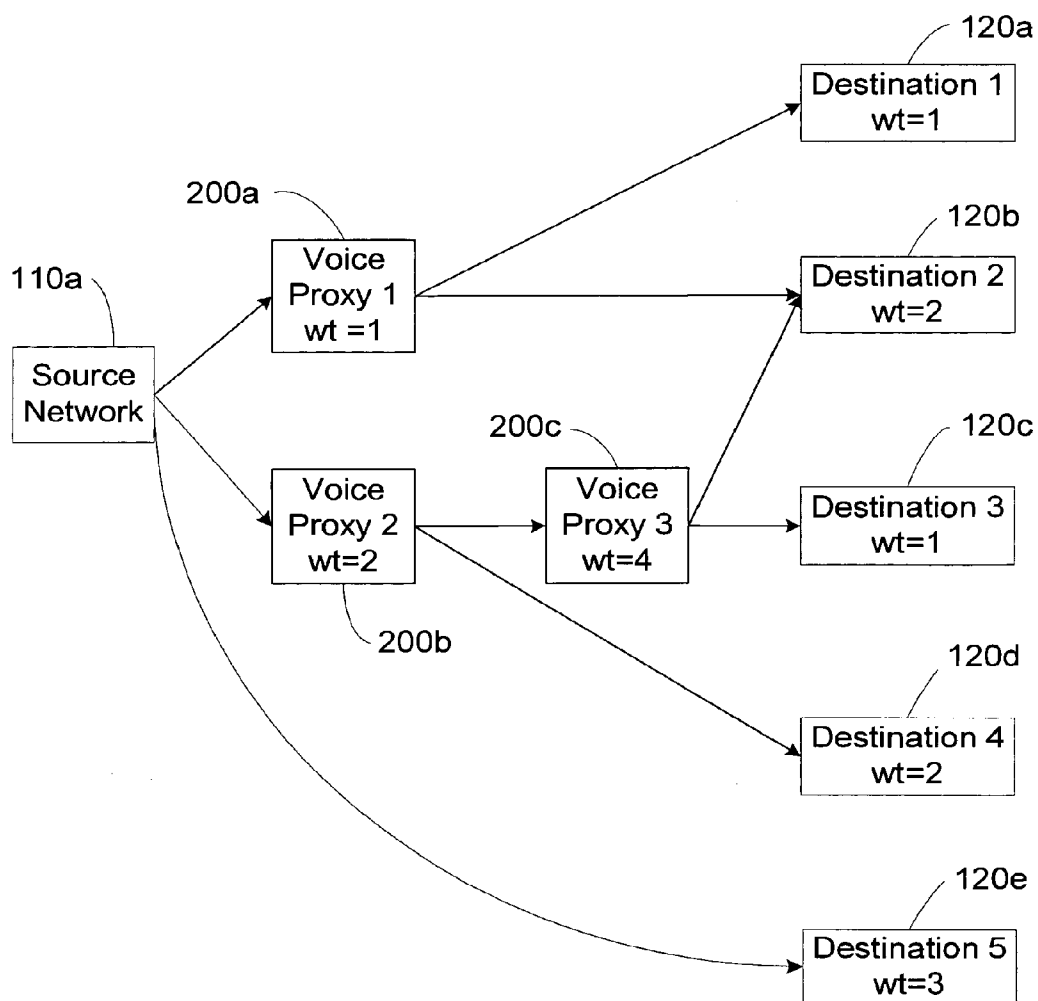 120a
Destination 1
wt=1
200a
120b
Voice
Proxy 1
wt =1
Destination 2
wt=2
110a
Source
Network
200c
120c
Voice
Proxy 2
wt=2
Voice
Proxy 3
wt=4
Destination 3
wt=1
200b
120d
Destination 4
wt=2
120e
Destination 5
wt=3